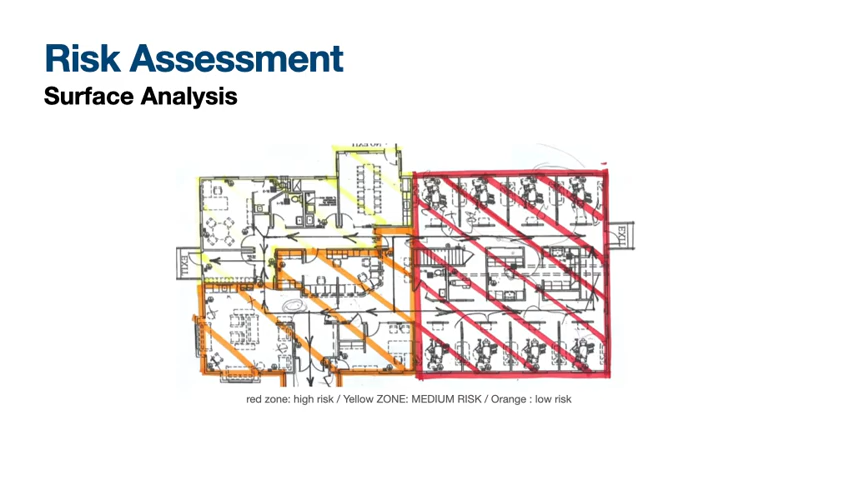 Risk Assessment
Surface Analysis
EXIT
EXIT
red zone: high risk / Yellow ZONE: MEDIUM RISK / Orange : low risk